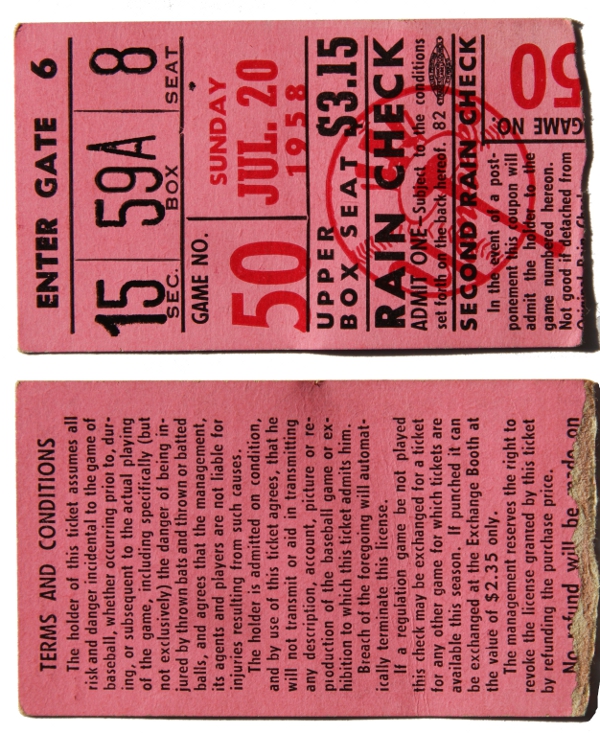 ENTER GATE 6
15 59A 8
SEC. BOX SEAT
GAME NO.
50
SUNDAY
JUL. 20
1958
UPPER
BOX SEAT $3.15
RAIN CHECK
ADMIT ONE—Subject to the conditions
set forth on the back hereof. 82
SECOND RAIN CHECK
In the event of a post-
ponement this coupon will
admit the holder to the
game numbered hereon.
Not good if detached from
GAME NO.
50
TERMS AND CONDITIONS
The holder of this ticket assumes all
risk and danger incidental to the game of
baseball, whether occurring prior to, dur-
ing, or subsequent to the actual playing
of the game, including specifically (but
not exclusively) the danger of being in-
jured by thrown bats and thrown or batted
balls, and agrees that the management,
its agents and players are not liable for
injuries resulting from such causes.
The holder is admitted on condition,
and by use of this ticket agrees, that he
will not transmit or aid in transmitting
any description, account, picture or re-
production of the baseball game or ex-
hibition to which this ticket admits him.
Breach of the foregoing will automat-
ically terminate this license.
If a regulation game be not played
this check may be exchanged for a ticket
for any other game for which tickets are
available this season. If punched it can
be exchanged at the Exchange Booth at
the value of $2.35 only.
The management reserves the right to
revoke the license granted by this ticket
by refunding the purchase price.
No refund will be made on